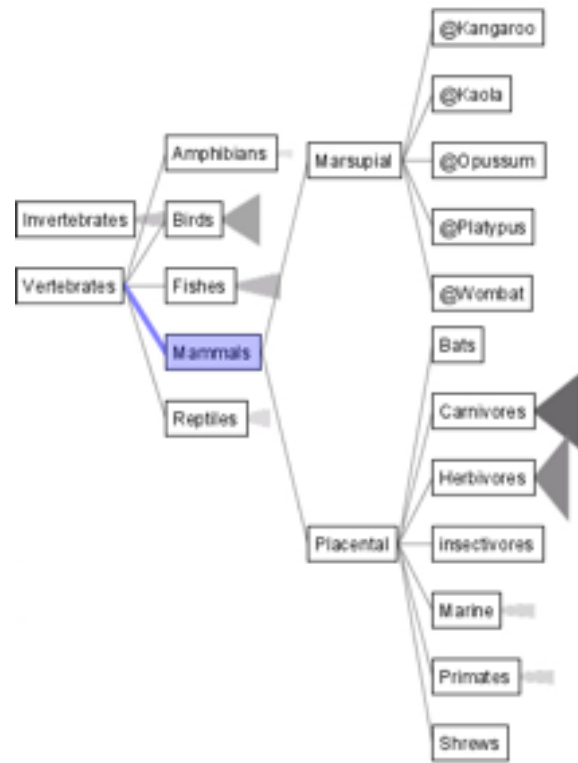 @Kangaroo
@Kaola
Amphibians
Marsupial
@Opussum
Invertebrates
Birds
@Platypus
Vertebrates
Fishes
@Wombat
Mammals
Bats
Reptiles
Carnivores
Herbivores
Placental
insectivores
Marine
Primates
Shrews